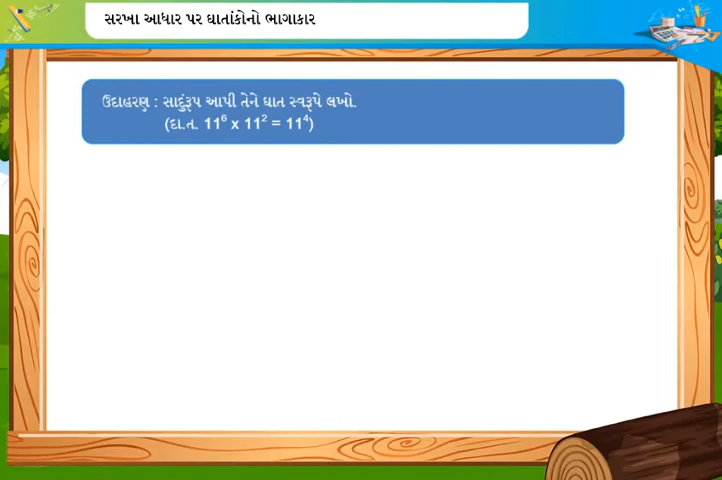 સરખા આધાર પર ઘાતાંકોનો ભાગાકાર
ઉદાહરણ : સાદુંરૂપ આપી તેને ઘાત સ્વરૂપે લખો.
(દા.ત. 11⁶ x 11² = 11⁴)